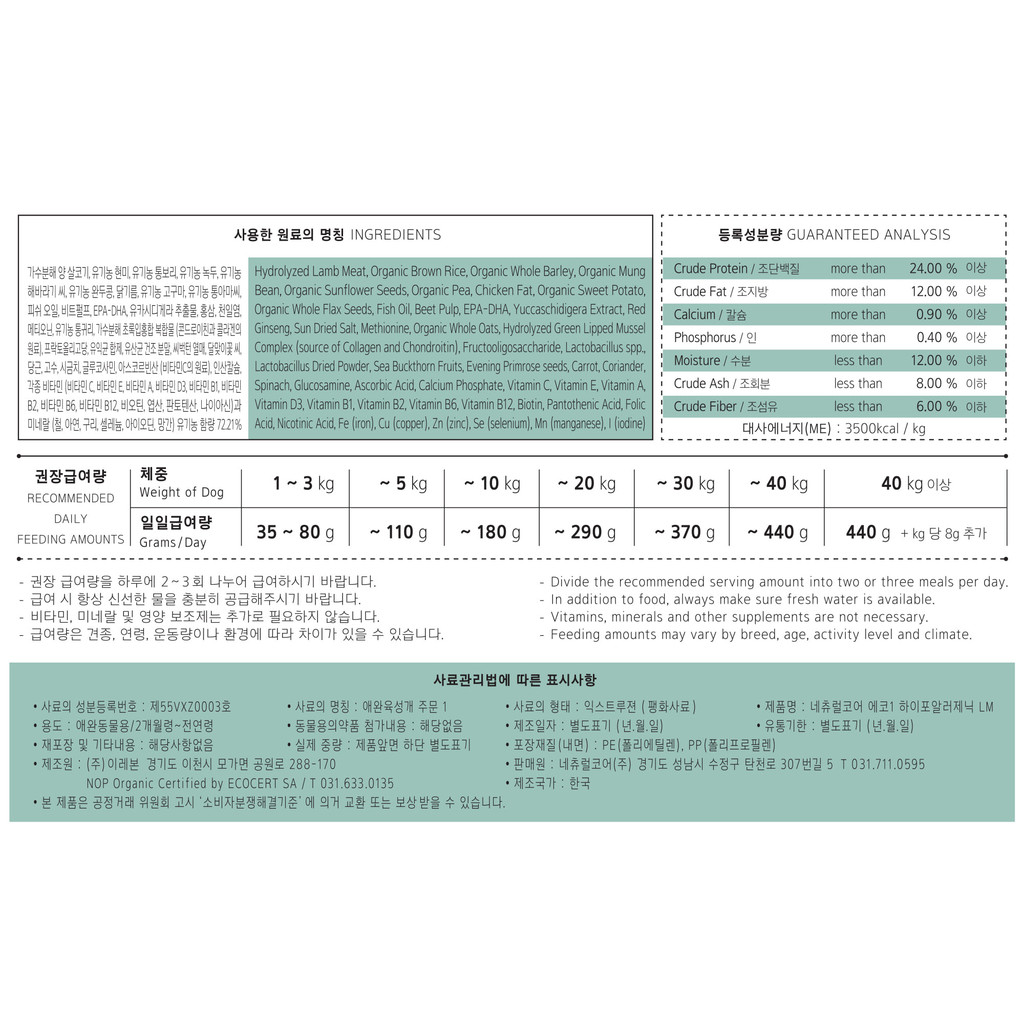 사용한 원료의 명칭 INGREDIENTS
가수분해 양 살코기, 유기농 현미, 유기농 통보리, 유기농 녹두, 유기농
해바라기 씨, 유기농 완두콩, 닭기름, 유기농 고구마, 유기농 통아마씨,
피쉬 오일, 비트펄프, EPA-DHA, 유카시디게라 추출물, 홍삼, 천일염,
메티오닌, 유기농 통귀리, 가수분해 초록입홍합 복합물 (콘드로이친과 콜라겐의
원료), 프락토올리고당, 유익균 합제, 유산균 건조 분말, 씨벅턴 열매, 달맞이꽃 씨,
당근, 고수, 시금치, 글루코사민, 아스코르빈산 (비타민C의 원료), 인산칼슘,
각종 비타민 (비타민 C, 비타민 E, 비타민 A, 비타민 D3, 비타민 B1, 비타민
B2, 비타민 B6, 비타민 B12, 비오틴, 엽산, 판토텐산, 나이아신)과
미네랄 (철, 아연, 구리, 셀레늄, 아이오딘, 망간) 유기농 함량 72.21%
Hydrolyzed Lamb Meat, Organic Brown Rice, Organic Whole Barley, Organic Mung
Bean, Organic Sunflower Seeds, Organic Pea, Chicken Fat, Organic Sweet Potato,
Organic Whole Flax Seeds, Fish Oil, Beet Pulp, EPA-DHA, Yuccaschidigera Extract, Red
Ginseng, Sun Dried Salt, Methionine, Organic Whole Oats, Hydrolyzed Green Lipped Mussel
Complex (source of Collagen and Chondroitin), Fructooligosaccharide, Lactobacillus spp.,
Lactobacillus Dried Powder, Sea Buckthorn Fruits, Evening Primrose seeds, Carrot, Coriander,
Spinach, Glucosamine, Ascorbic Acid, Calcium Phosphate, Vitamin C, Vitamin E, Vitamin A,
Vitamin D3, Vitamin B1, Vitamin B2, Vitamin B6, Vitamin B12, Biotin, Pantothenic Acid, Folic
Acid, Nicotinic Acid, Fe (iron), Cu (copper), Zn (zinc), Se (selenium), Mn (manganese), I (iodine)
등록성분량 GUARANTEED ANALYSIS
Crude Protein / 조단백질 more than 24.00 % 이상
Crude Fat / 조지방 more than 12.00 % 이상
Calcium / 칼슘 more than 0.90 % 이상
Phosphorus / 인 more than 0.40 % 이상
Moisture / 수분 less than 12.00 % 이하
Crude Ash / 조회분 less than 8.00 % 이하
Crude Fiber / 조섬유 less than 6.00 % 이하
대사에너지(ME) : 3500kcal / kg
권장급여량
RECOMMENDED
DAILY
FEEDING AMOUNTS
체중
Weight of Dog
1 ~ 3 kg ~ 5 kg ~ 10 kg ~ 20 kg ~ 30 kg ~ 40 kg 40 kg 이상
일일급여량
Grams/Day
35 ~ 80 g ~ 110 g ~ 180 g ~ 290 g ~ 370 g ~ 440 g 440 g + kg 당 8g 추가
- 권장 급여량을 하루에 2~3회 나누어 급여하시기 바랍니다.
- 급여 시 항상 신선한 물을 충분히 공급해주시기 바랍니다.
- 비타민, 미네랄 및 영양 보조제는 추가로 필요하지 않습니다.
- 급여량은 견종, 연령, 운동량이나 환경에 따라 차이가 있을 수 있습니다.
- Divide the recommended serving amount into two or three meals per day.
- In addition to food, always make sure fresh water is available.
- Vitamins, minerals and other supplements are not necessary.
- Feeding amounts may vary by breed, age, activity level and climate.
사료관리법에 따른 표시사항
• 사료의 성분등록번호 : 제55VXZ0003호 • 사료의 명칭 : 애완육성개 주문 1 • 사료의 형태 : 익스트루젼 ( 팽화사료 ) • 제품명 : 네츄럴코어 에코1 하이포알러제닉 LM
• 용도 : 애완동물용/2개월령~전연령 • 동물용의약품 첨가내용 : 해당없음 • 제조일자 : 별도표기 (년.월.일) • 유통기한 : 별도표기 (년.월.일)
• 재포장 및 기타내용 : 해당사항없음 • 실제 중량 : 제품앞면 하단 별도표기 • 포장재질(내면) : PE(폴리에틸렌), PP(폴리프로필렌)
• 제조원 : (주)이레본 경기도 이천시 모가면 공원로 288-170 • 판매원 : 네츄럴코어(주) 경기도 성남시 수정구 탄천로 307번길 5 T 031.711.0595
NOP Organic Certified by ECOCERT SA / T 031.633.0135 • 제조국가 : 한국
• 본 제품은 공정거래 위원회 고시 '소비자분쟁해결기준' 에 의거 교환 또는 보상받을 수 있습니다.